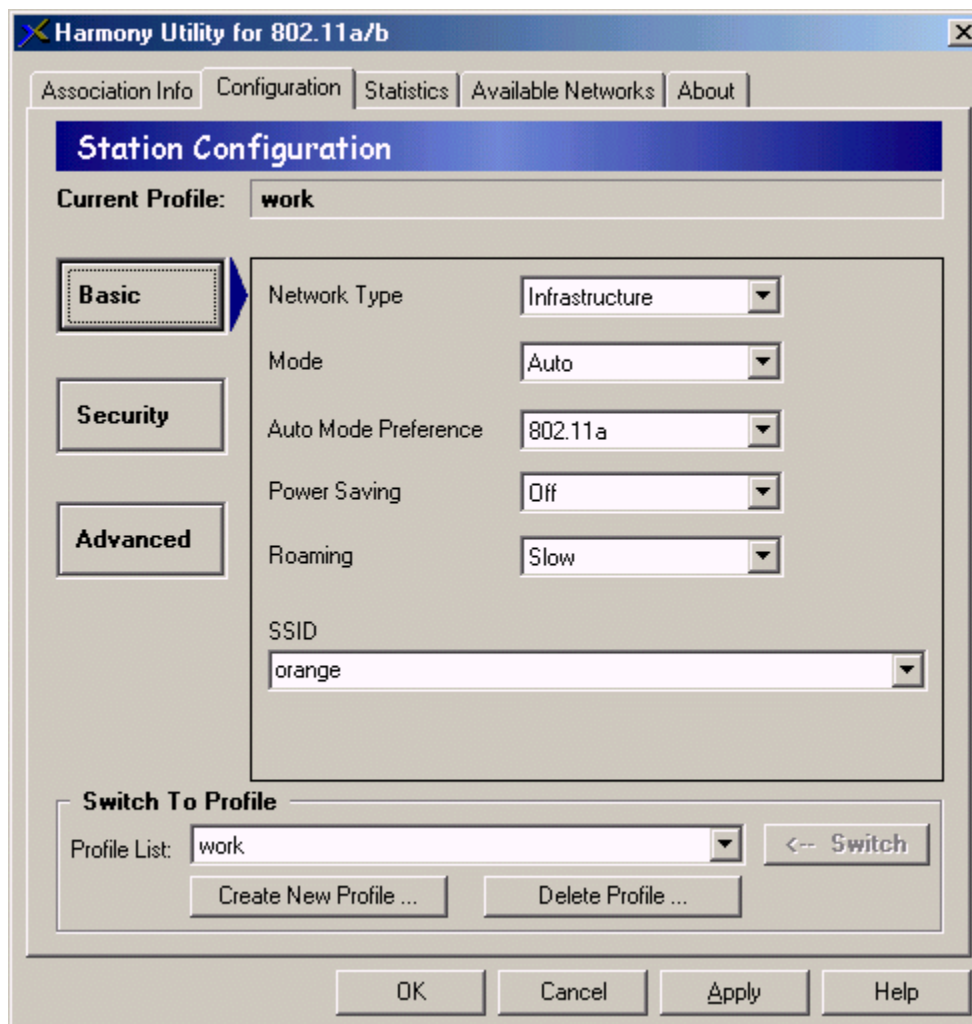 Harmony Utility for 802.11a/b
Association Info Configuration Statistics Available Networks About
Station Configuration
Current Profile: work
Basic
Network Type Infrastructure
Mode Auto
Security
Auto Mode Preference 802.11a
Power Saving Off
Advanced
Roaming Slow
SSID
orange
Switch To Profile
Profile List: work <-- Switch
Create New Profile ... Delete Profile ...
OK Cancel Apply Help